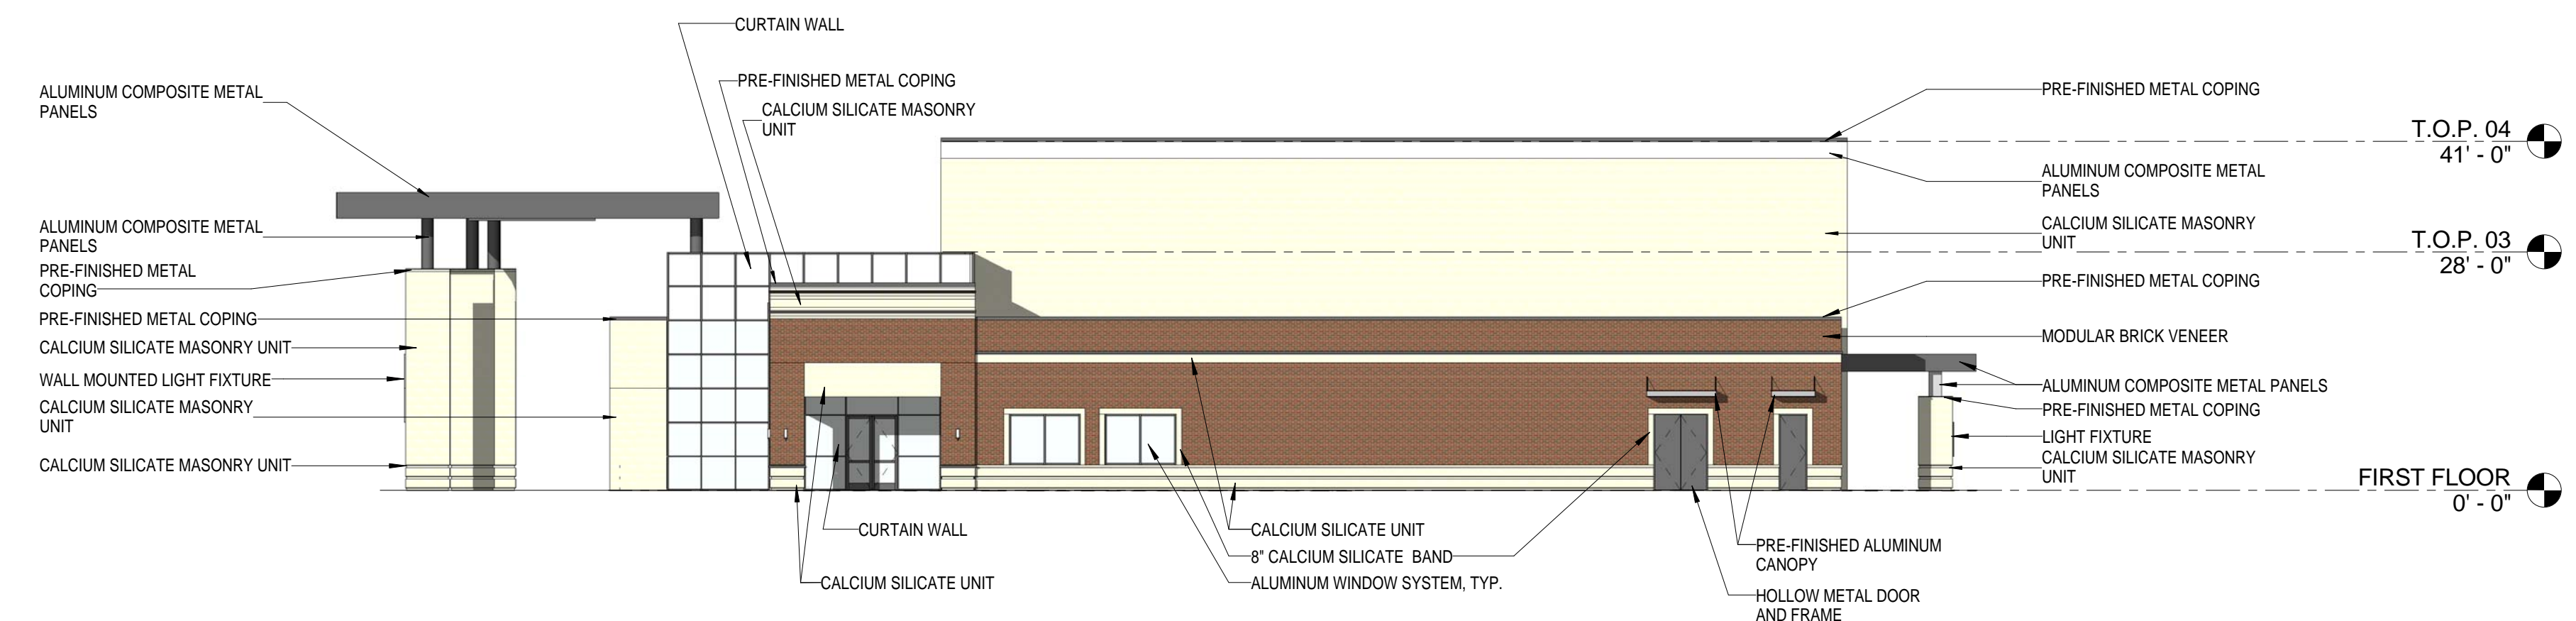 CURTAIN WALL
PRE-FINISHED METAL COPING
CALCIUM SILICATE MASONRY
UNIT
ALUMINUM COMPOSITE METAL
PANELS
ALUMINUM COMPOSITE METAL
PANELS
PRE-FINISHED METAL
COPING
PRE-FINISHED METAL COPING
CALCIUM SILICATE MASONRY UNIT
WALL MOUNTED LIGHT FIXTURE
CALCIUM SILICATE MASONRY
UNIT
CALCIUM SILICATE MASONRY UNIT
CURTAIN WALL
CALCIUM SILICATE UNIT
CALCIUM SILICATE UNIT
8" CALCIUM SILICATE BAND
ALUMINUM WINDOW SYSTEM, TYP.
PRE-FINISHED ALUMINUM
CANOPY
HOLLOW METAL DOOR
AND FRAME
PRE-FINISHED METAL COPING
ALUMINUM COMPOSITE METAL
PANELS
CALCIUM SILICATE MASONRY
UNIT
PRE-FINISHED METAL COPING
MODULAR BRICK VENEER
ALUMINUM COMPOSITE METAL PANELS
PRE-FINISHED METAL COPING
LIGHT FIXTURE
CALCIUM SILICATE MASONRY
UNIT
T.O.P. 04
41' - 0"
T.O.P. 03
28' - 0"
FIRST FLOOR
0' - 0"